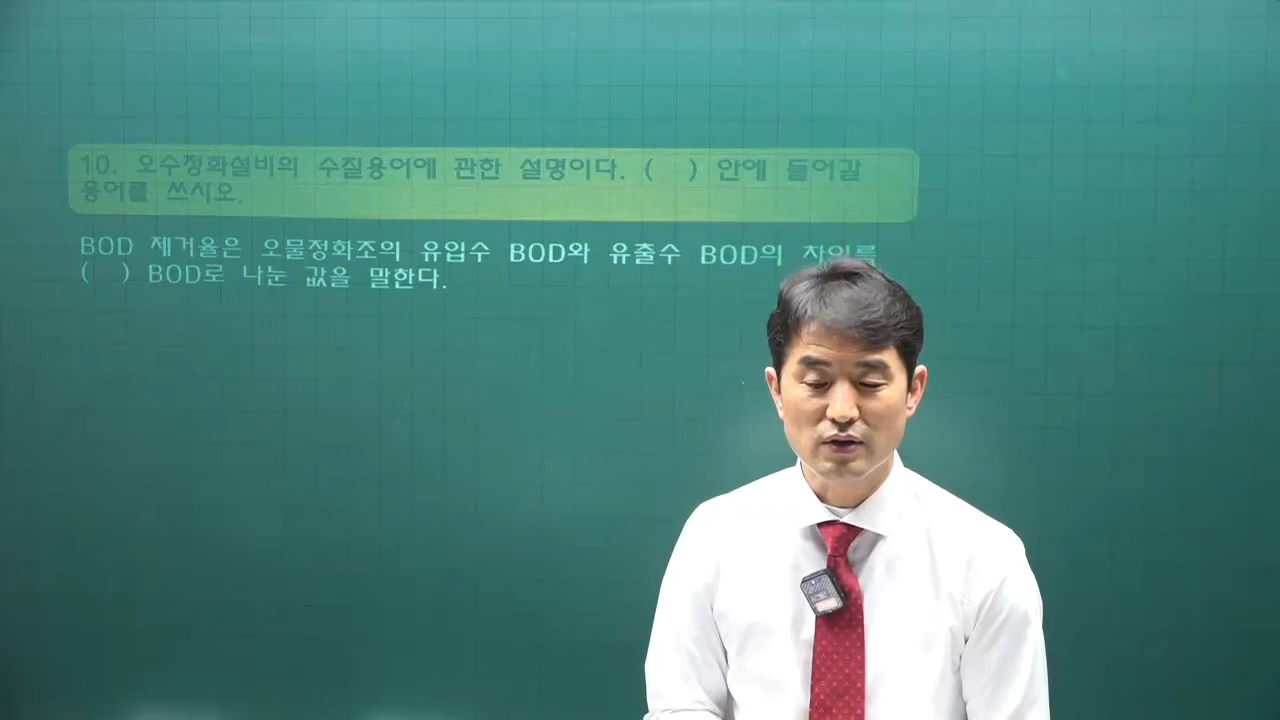 10. 오수정화설비의 수질용어에 관한 설명이다. (   ) 안에 들어갈
용어를 쓰시오.
BOD 제거율은 오물정화조의 유입수 BOD와 유출수 BOD의 차이를
(   ) BOD로 나눈 값을 말한다.